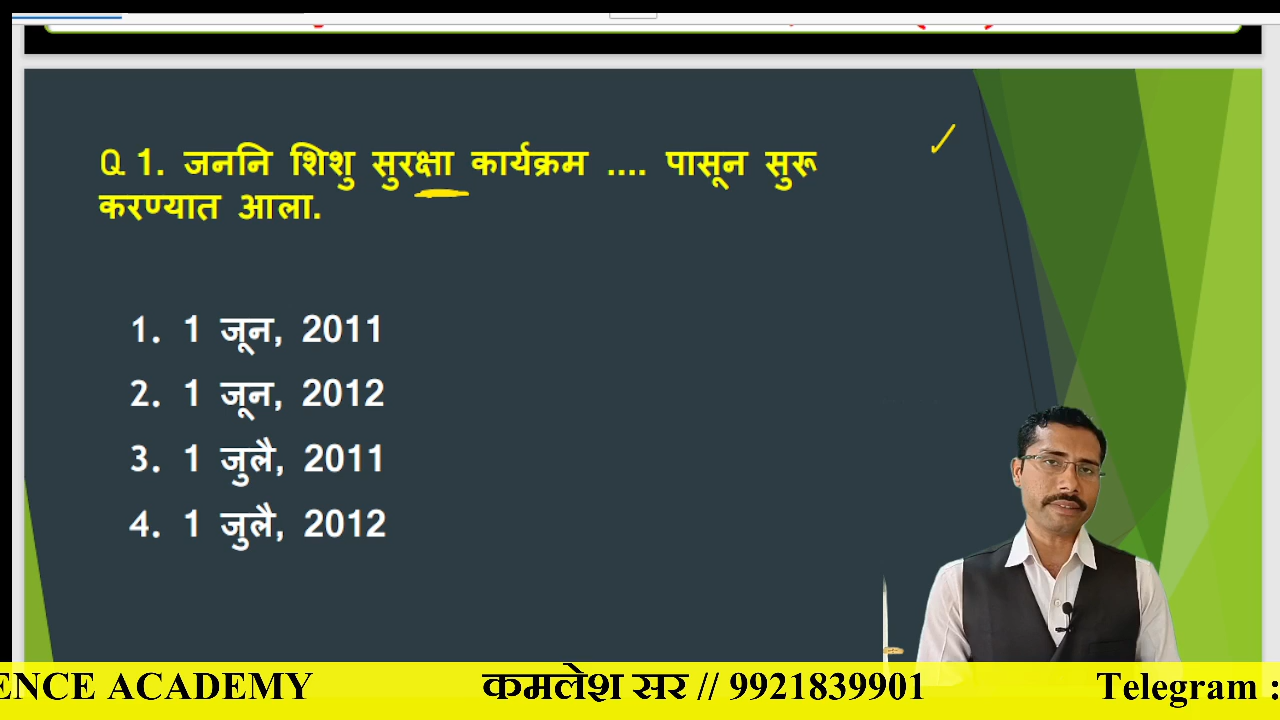 Q. 1. जननि शिशु सुरक्षा कार्यक्रम .... पासून सुरू
करण्यात आला.
1. 1 जून, 2011
2. 1 जून, 2012
3. 1 जुलै, 2011
4. 1 जुलै, 2012
ENCE ACADEMY कमलेश सर // 9921839901 Telegram :